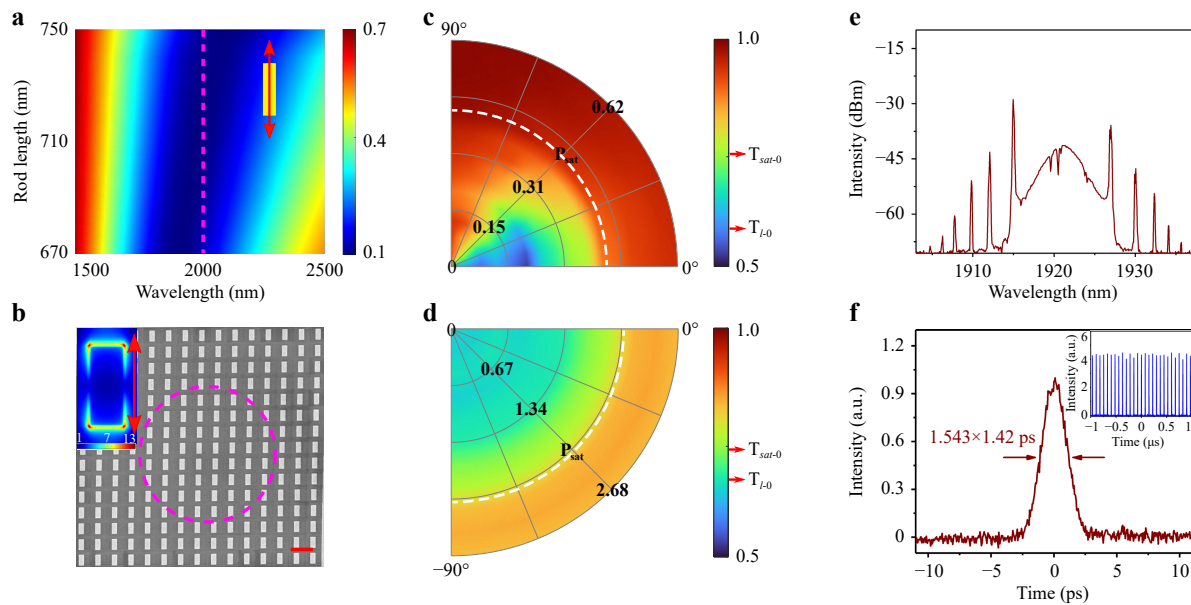 a
750
710
670
Rod length (nm)
1500
2000
2500
Wavelength (nm)
0.7
0.4
0.1
b
1 7 13
c
90°
0.62
P_sat
0.31
0.15
0
0°
1.0
T_sat-0
T_l-0
0.5
d
0
0°
0.67
1.34
P_sat
2.68
−90°
1.0
T_sat-0
T_l-0
0.5
e
−15
−30
−45
−60
Intensity (dBm)
1910
1920
1930
Wavelength (nm)
f
1.2
0.9
0.6
0.3
0
Intensity (a.u.)
1.543×1.42 ps
−10
−5
0
5
10
Time (ps)
6
4
2
0
Intensity (a.u.)
−1
−0.5
0
0.5
1
Time (μs)